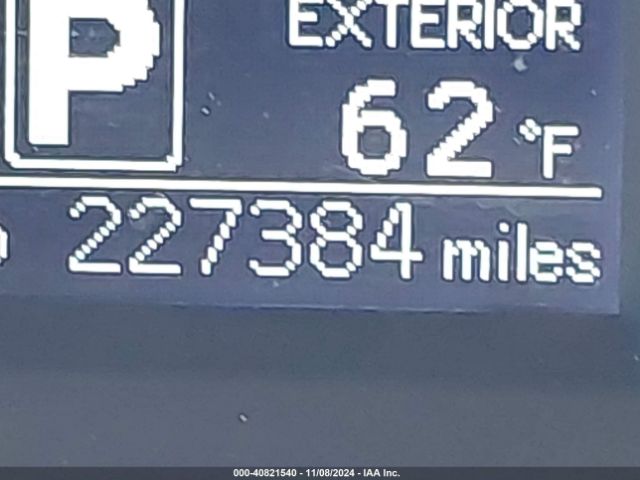 P
EXTERIOR
62 °F
227384 miles
000-40821540 - 11/08/2024 - IAA Inc.